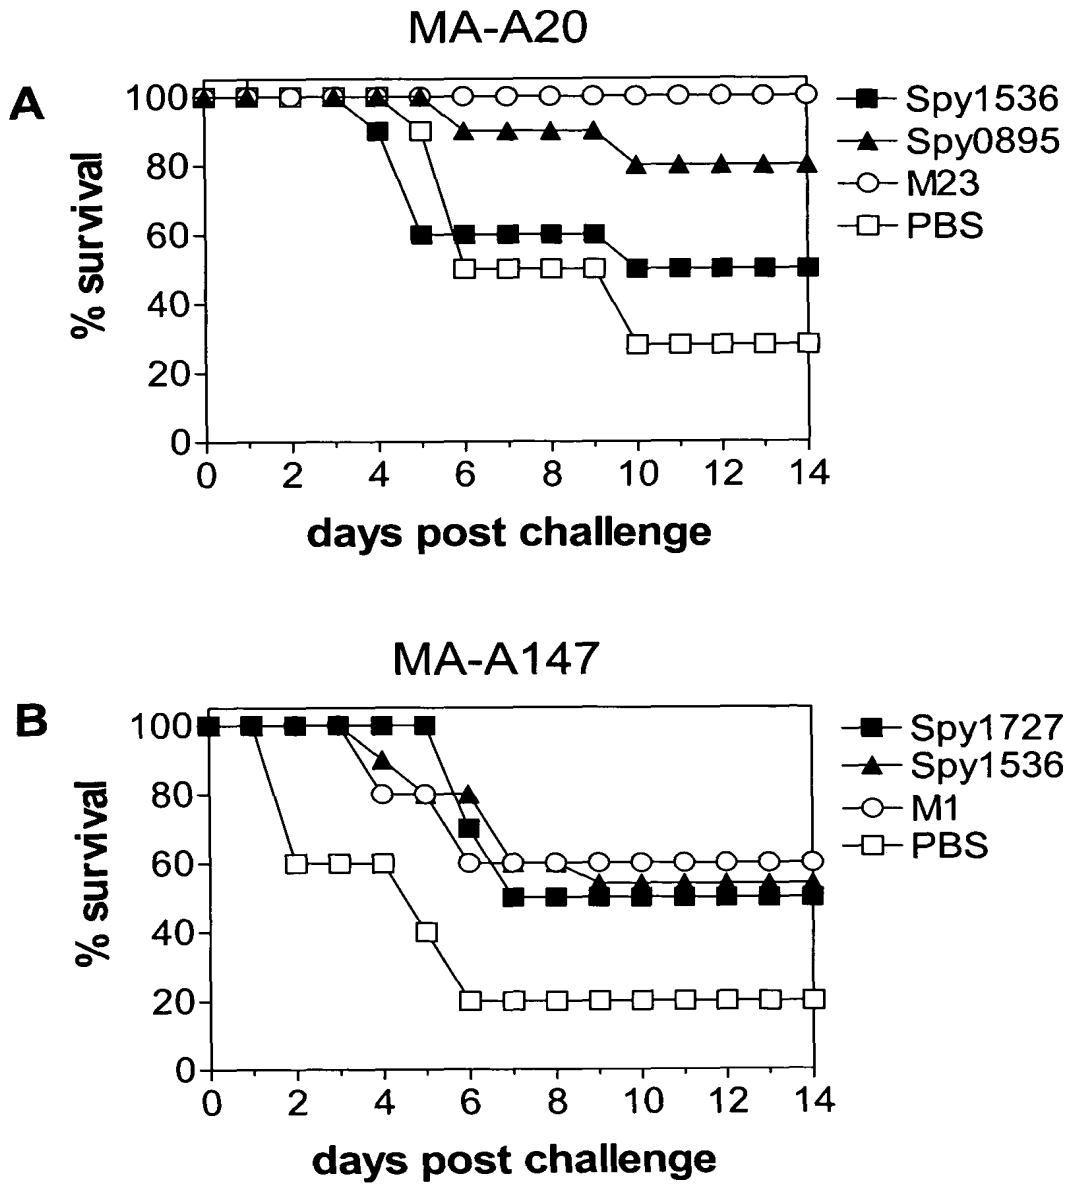 MA-A20
A
% survival
100
80
60
40
20
0
0 2 4 6 8 10 12 14
days post challenge
Spy1536
Spy0895
M23
PBS
MA-A147
B
% survival
100
80
60
40
20
0
0 2 4 6 8 10 12 14
days post challenge
Spy1727
Spy1536
M1
PBS